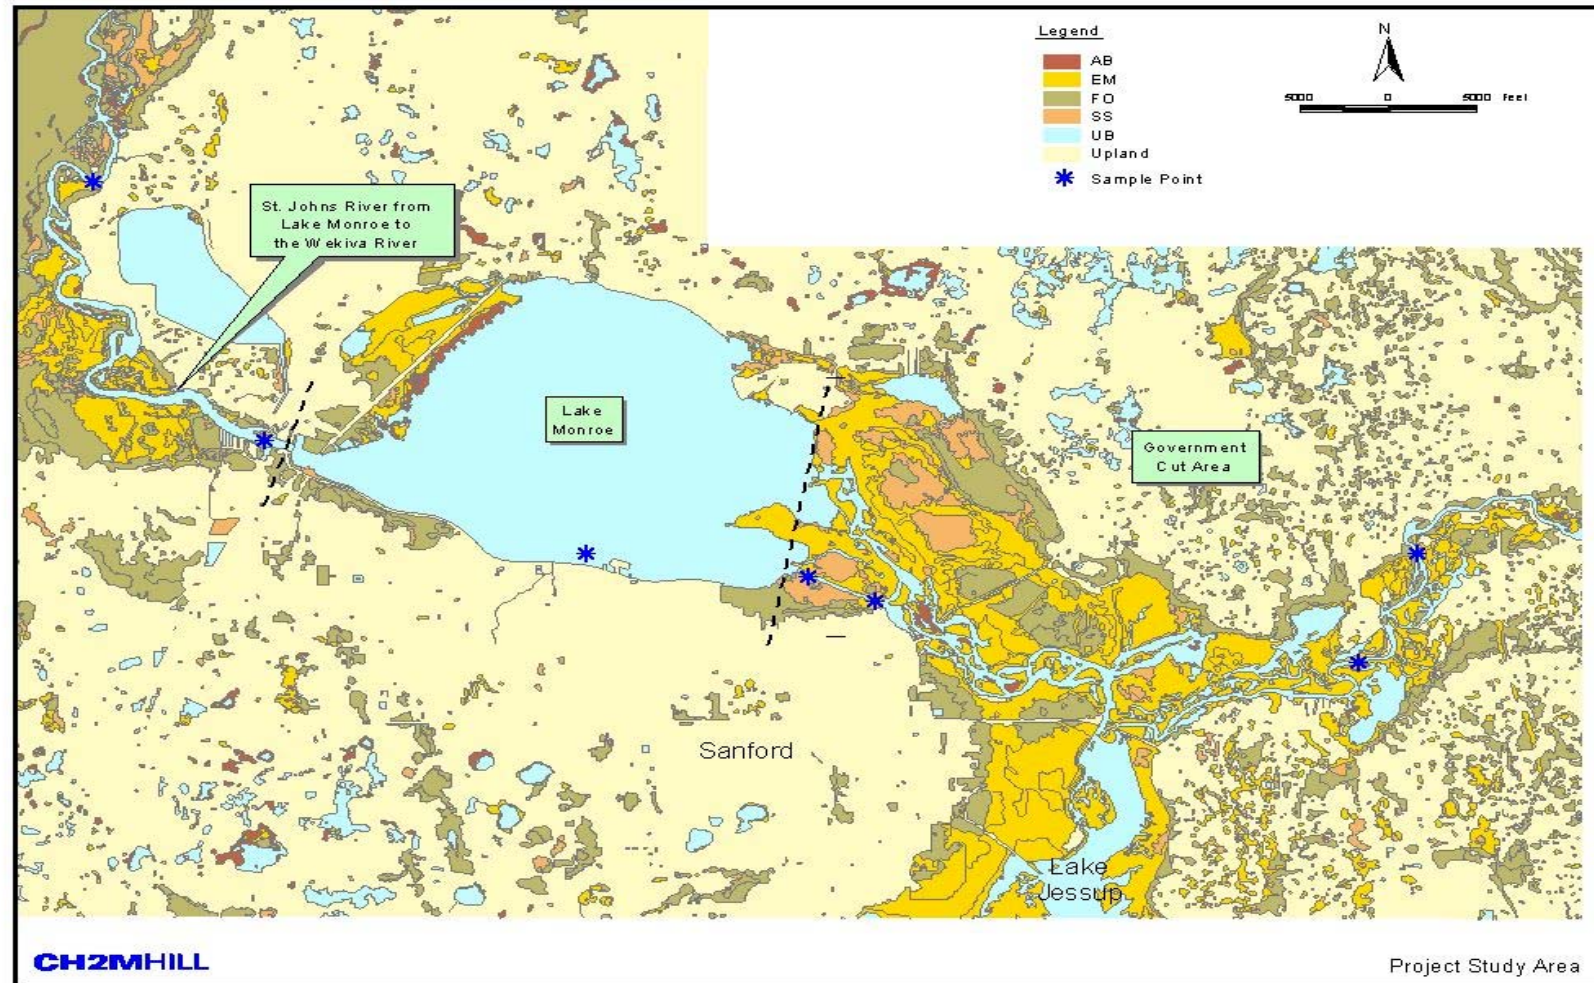 Legend
AB
EM
FO
SS
UB
Upland
Sample Point
N
5000 0 5000 Feet
St. Johns River from
Lake Monroe to
the Wekiva River
Lake
Monroe
Government
Cut Area
Sanford
Lake
Jessup
CH2MHILL
Project Study Area